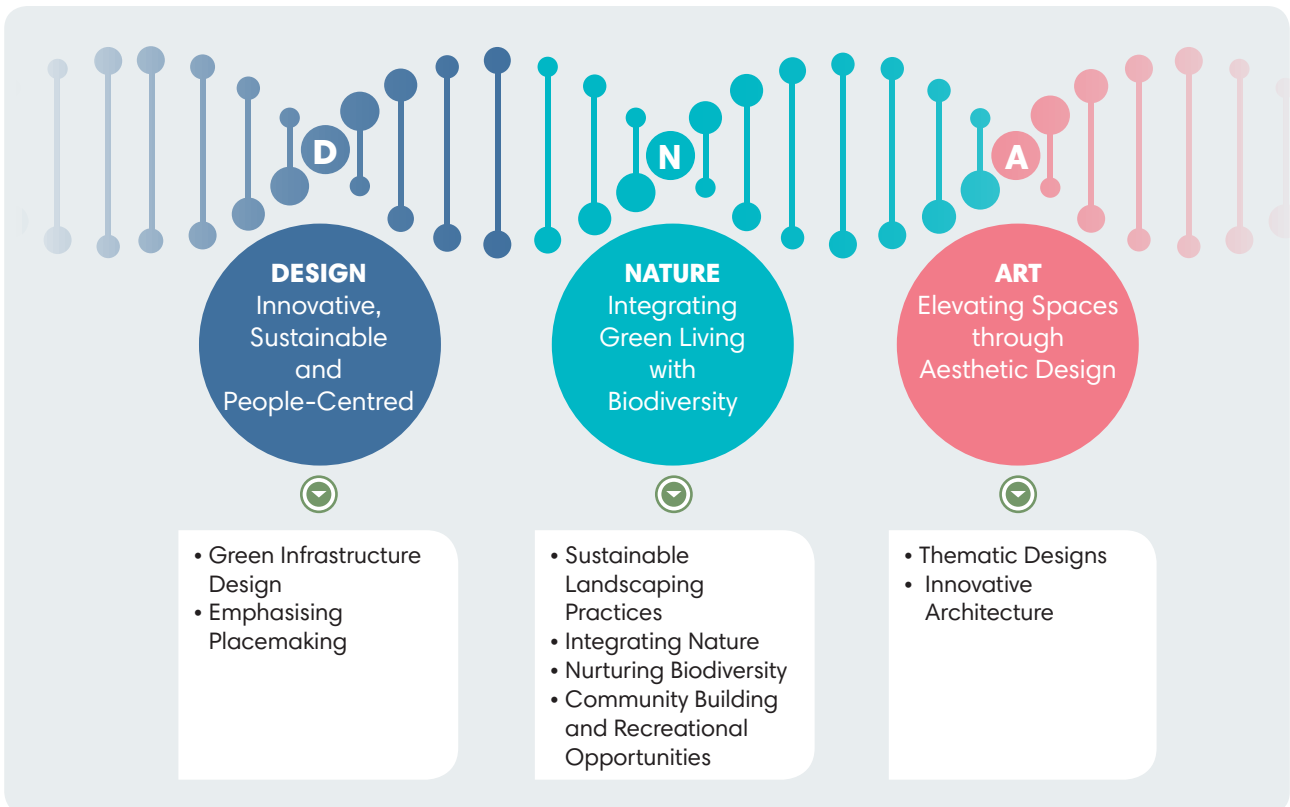 D
N
A
DESIGN
Innovative,
Sustainable
and
People-Centred
NATURE
Integrating
Green Living
with
Biodiversity
ART
Elevating Spaces
through
Aesthetic Design
• Green Infrastructure
Design
• Emphasising
Placemaking
• Sustainable
Landscaping
Practices
• Integrating Nature
• Nurturing Biodiversity
• Community Building
and Recreational
Opportunities
• Thematic Designs
• Innovative
Architecture